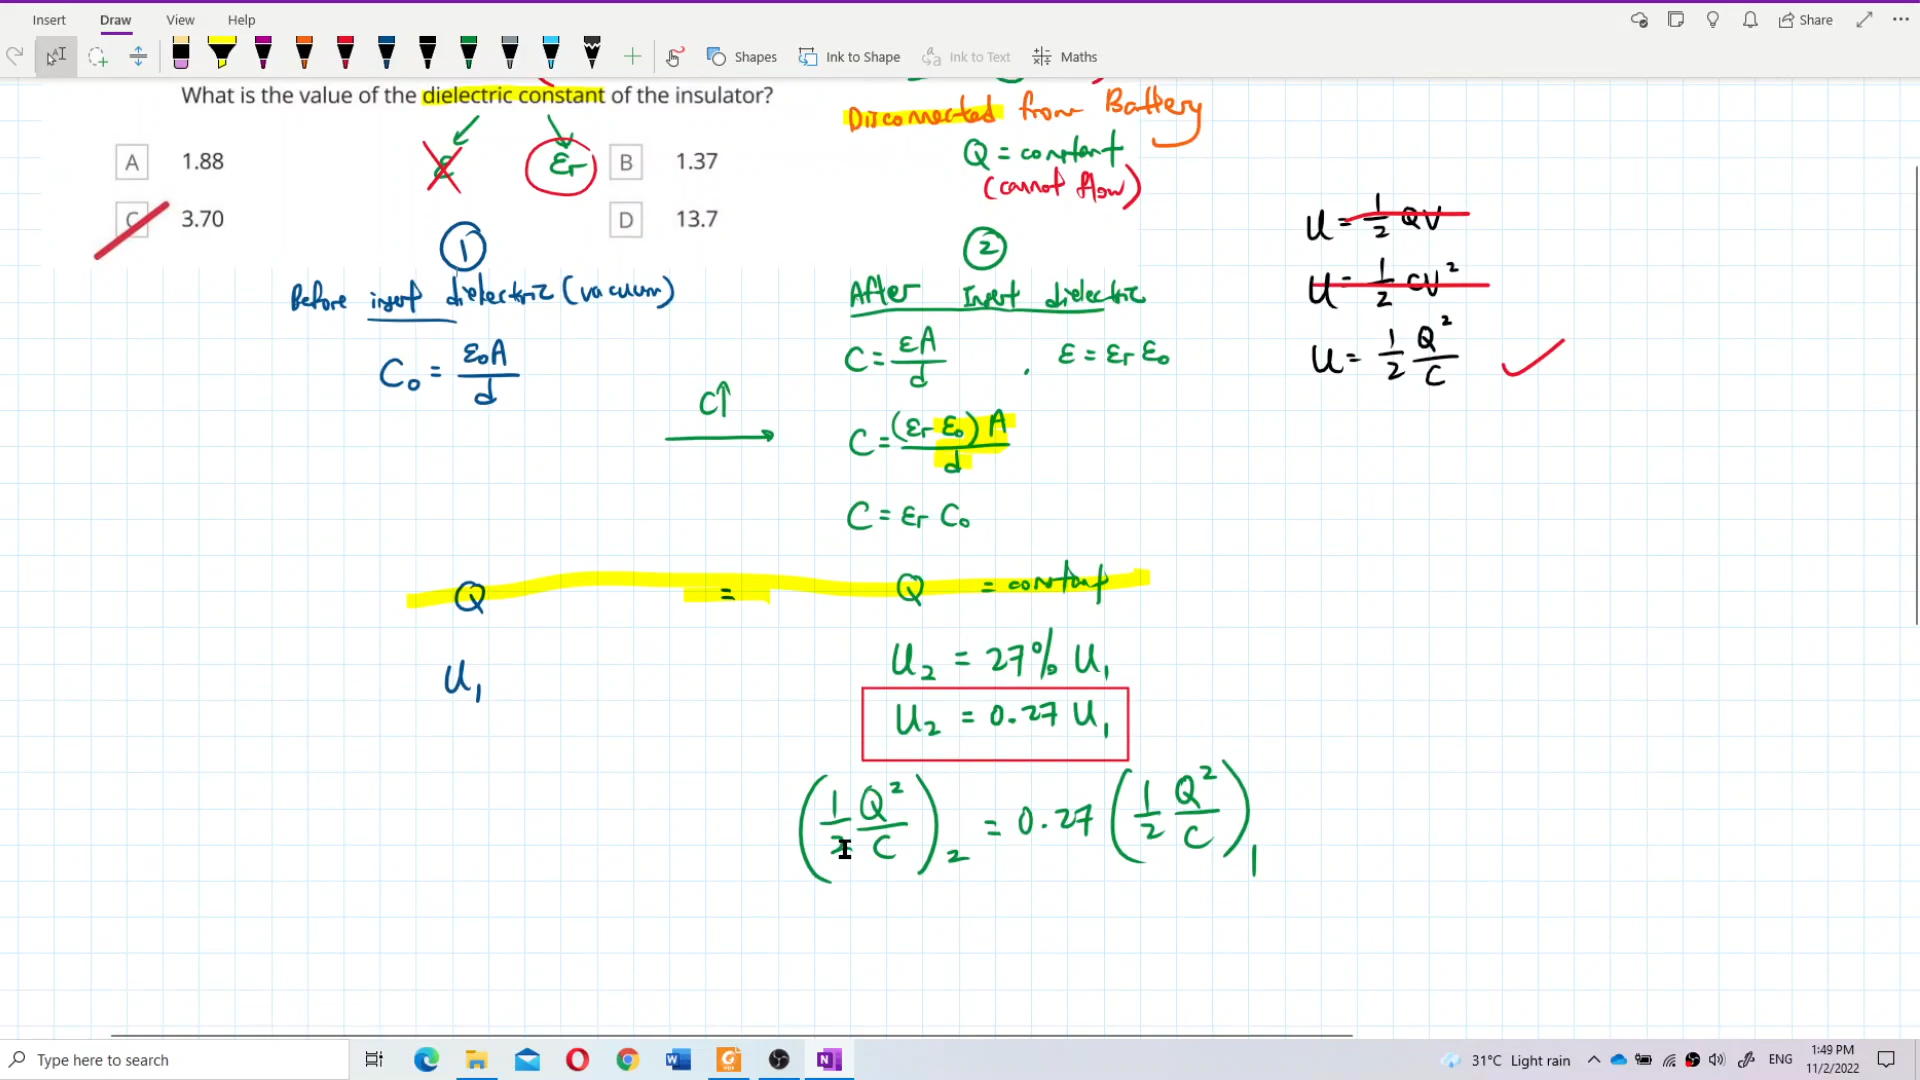 Insert Draw View Help
Share
Shapes Ink to Shape Ink to Text Maths
What is the value of the dielectric constant of the insulator?
Disconnected from Battery
ε εr
Q = constant
(cannot flow)
A 1.88 B 1.37
C 3.70 D 13.7
1
2
U = 1/2 QV
U = 1/2 CV²
U = 1/2 Q²/C
Before insert dielectric (vacuum)
After Insert dielectric
C₀ = ε₀A/d
C = εA/d , ε = εr ε₀
C↑
C = (εr ε₀) A/d
C = εr C₀
Q = Q = constant
U₁
U₂ = 27% U₁
U₂ = 0.27 U₁
(1/2 Q²/C)₂ = 0.27 (1/2 Q²/C)₁
Type here to search
31°C Light rain
ENG
1:49 PM
11/2/2022